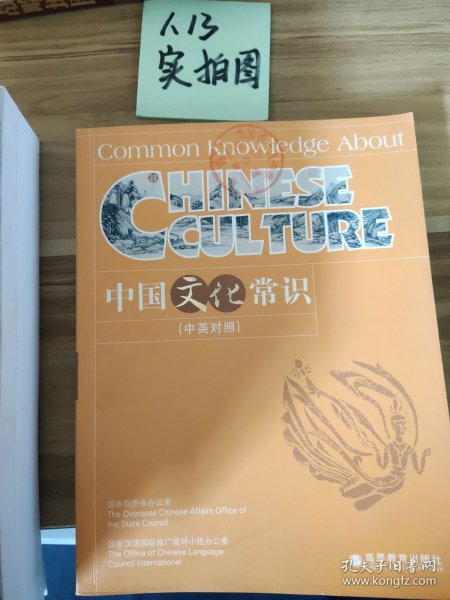 人13
实拍图
Common Knowledge About
CHINESE
CULTURE
中国文化常识
(中英对照)
国务院侨务办公室
The Overseas Chinese Affairs Office of
the State Council
国家汉语国际推广领导小组办公室
The Office of Chinese Language
Council International
高等教育出版社
孔夫子旧书网
www.kongfz.com